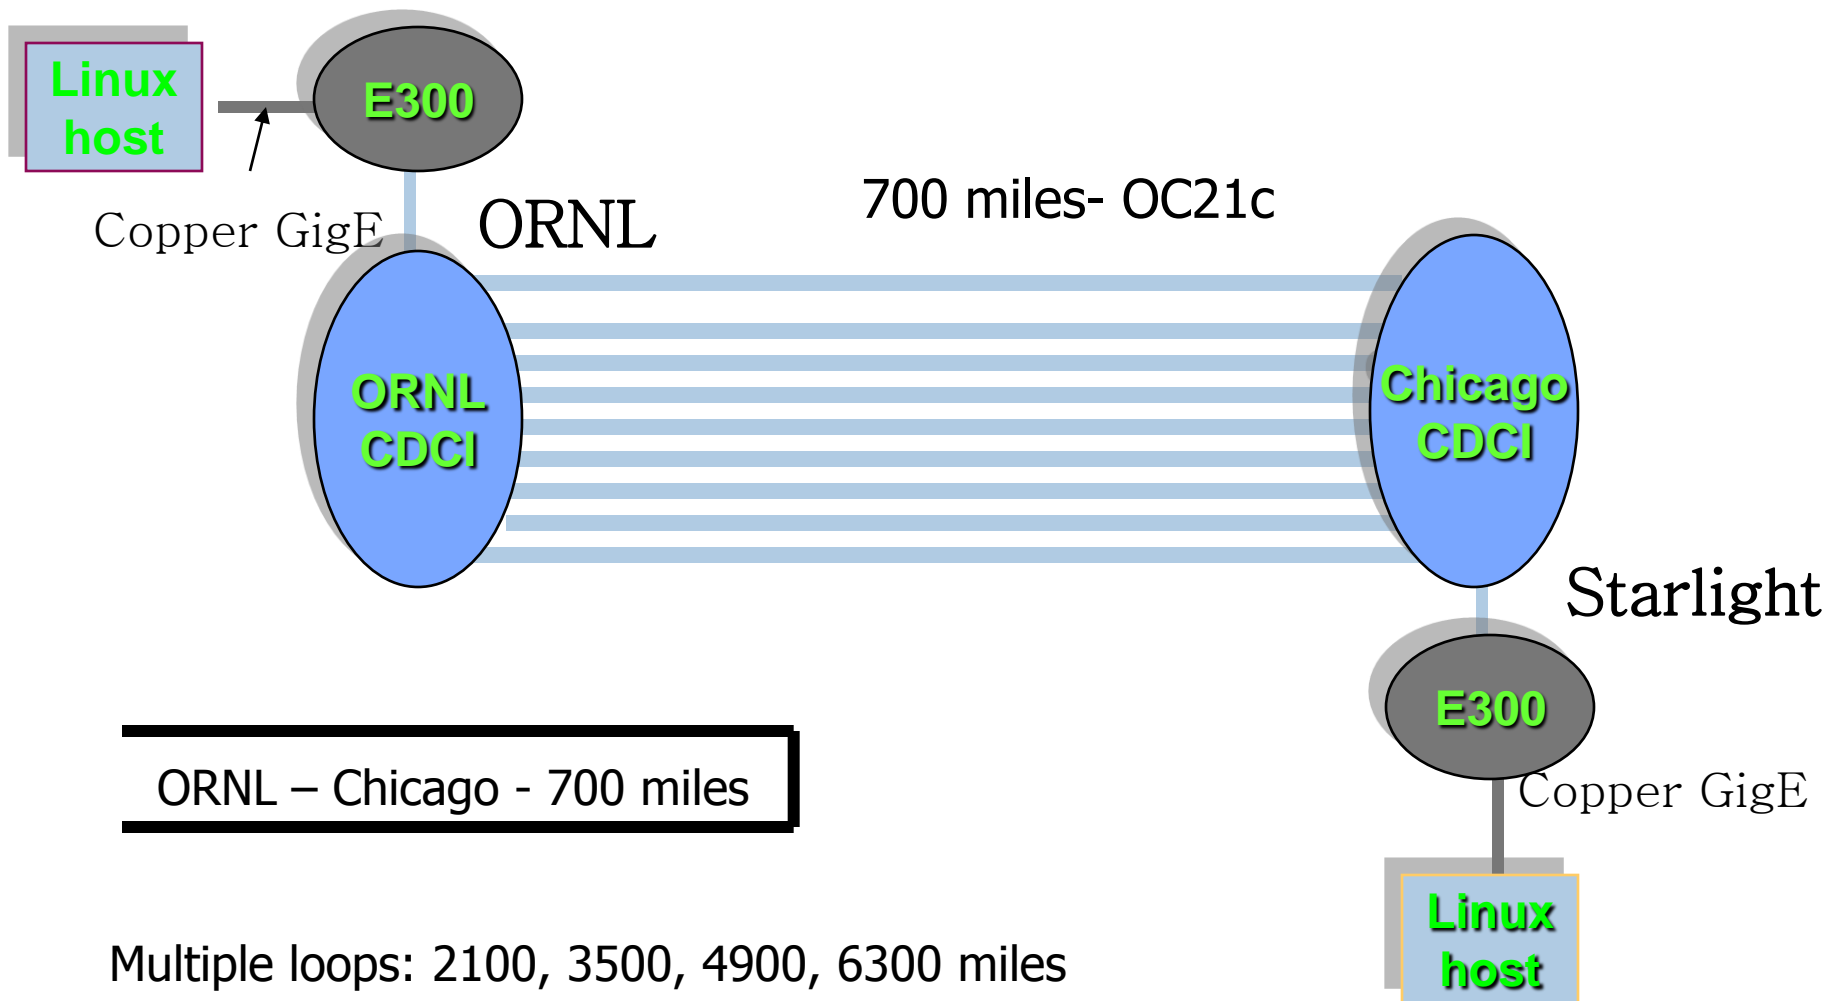 Linux
host
E300
Copper GigE
ORNL
700 miles- OC21c
ORNL
CDCI
Chicago
CDCI
Starlight
E300
ORNL – Chicago - 700 miles
Copper GigE
Linux
host
Multiple loops: 2100, 3500, 4900, 6300 miles